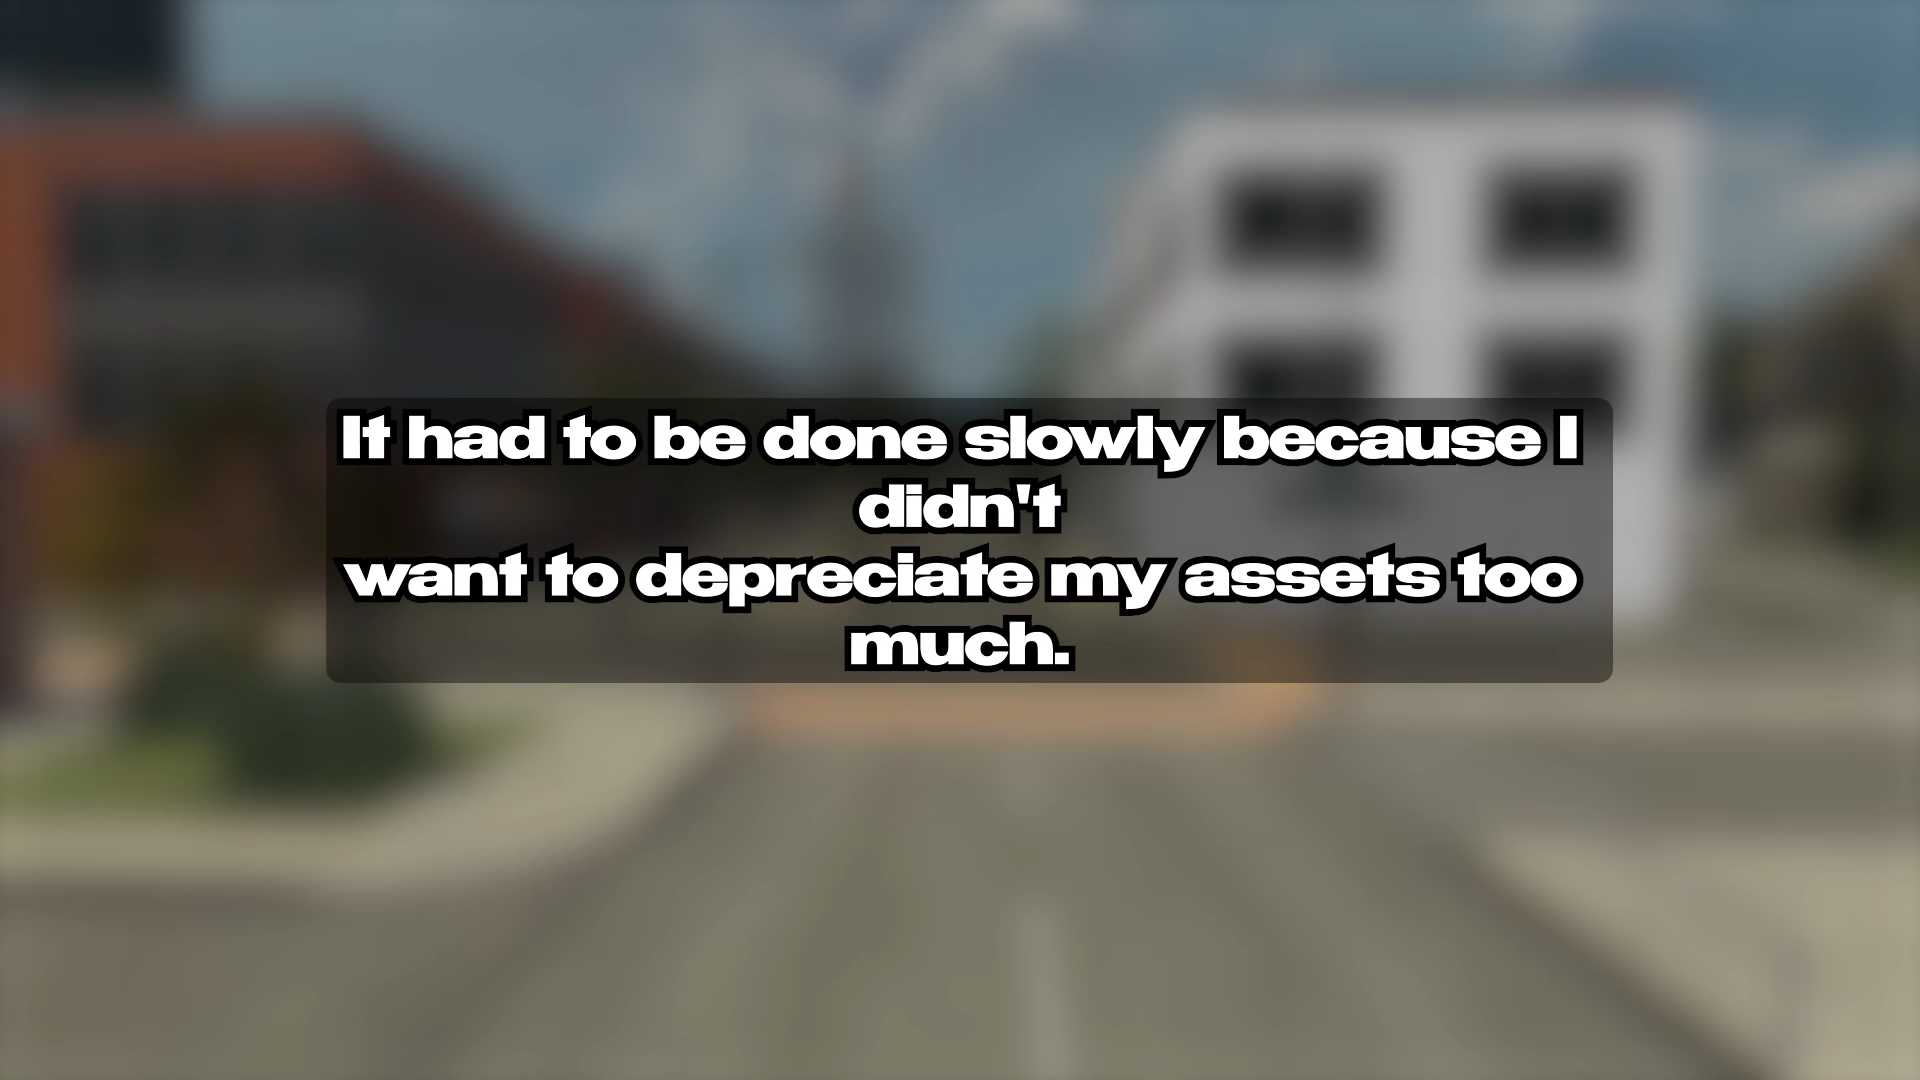 It had to be done slowly because I
didn't
want to depreciate my assets too
much.